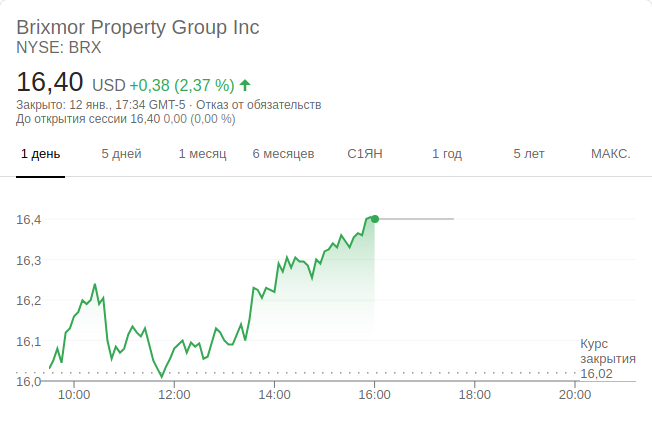 Brixmor Property Group Inc
NYSE: BRX
16,40 USD +0,38 (2,37 %)
Закрыто: 12 янв., 17:34 GMT-5 · Отказ от обязательств
До открытия сессии 16,40 0,00 (0,00 %)
1 день 5 дней 1 месяц 6 месяцев С1ЯН 1 год 5 лет МАКС.
16,4
16,3
16,2
16,1
16,0
Курс
закрытия
16,02
10:00 12:00 14:00 16:00 18:00 20:00